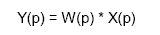 Y(p) = W(p) * X(p)